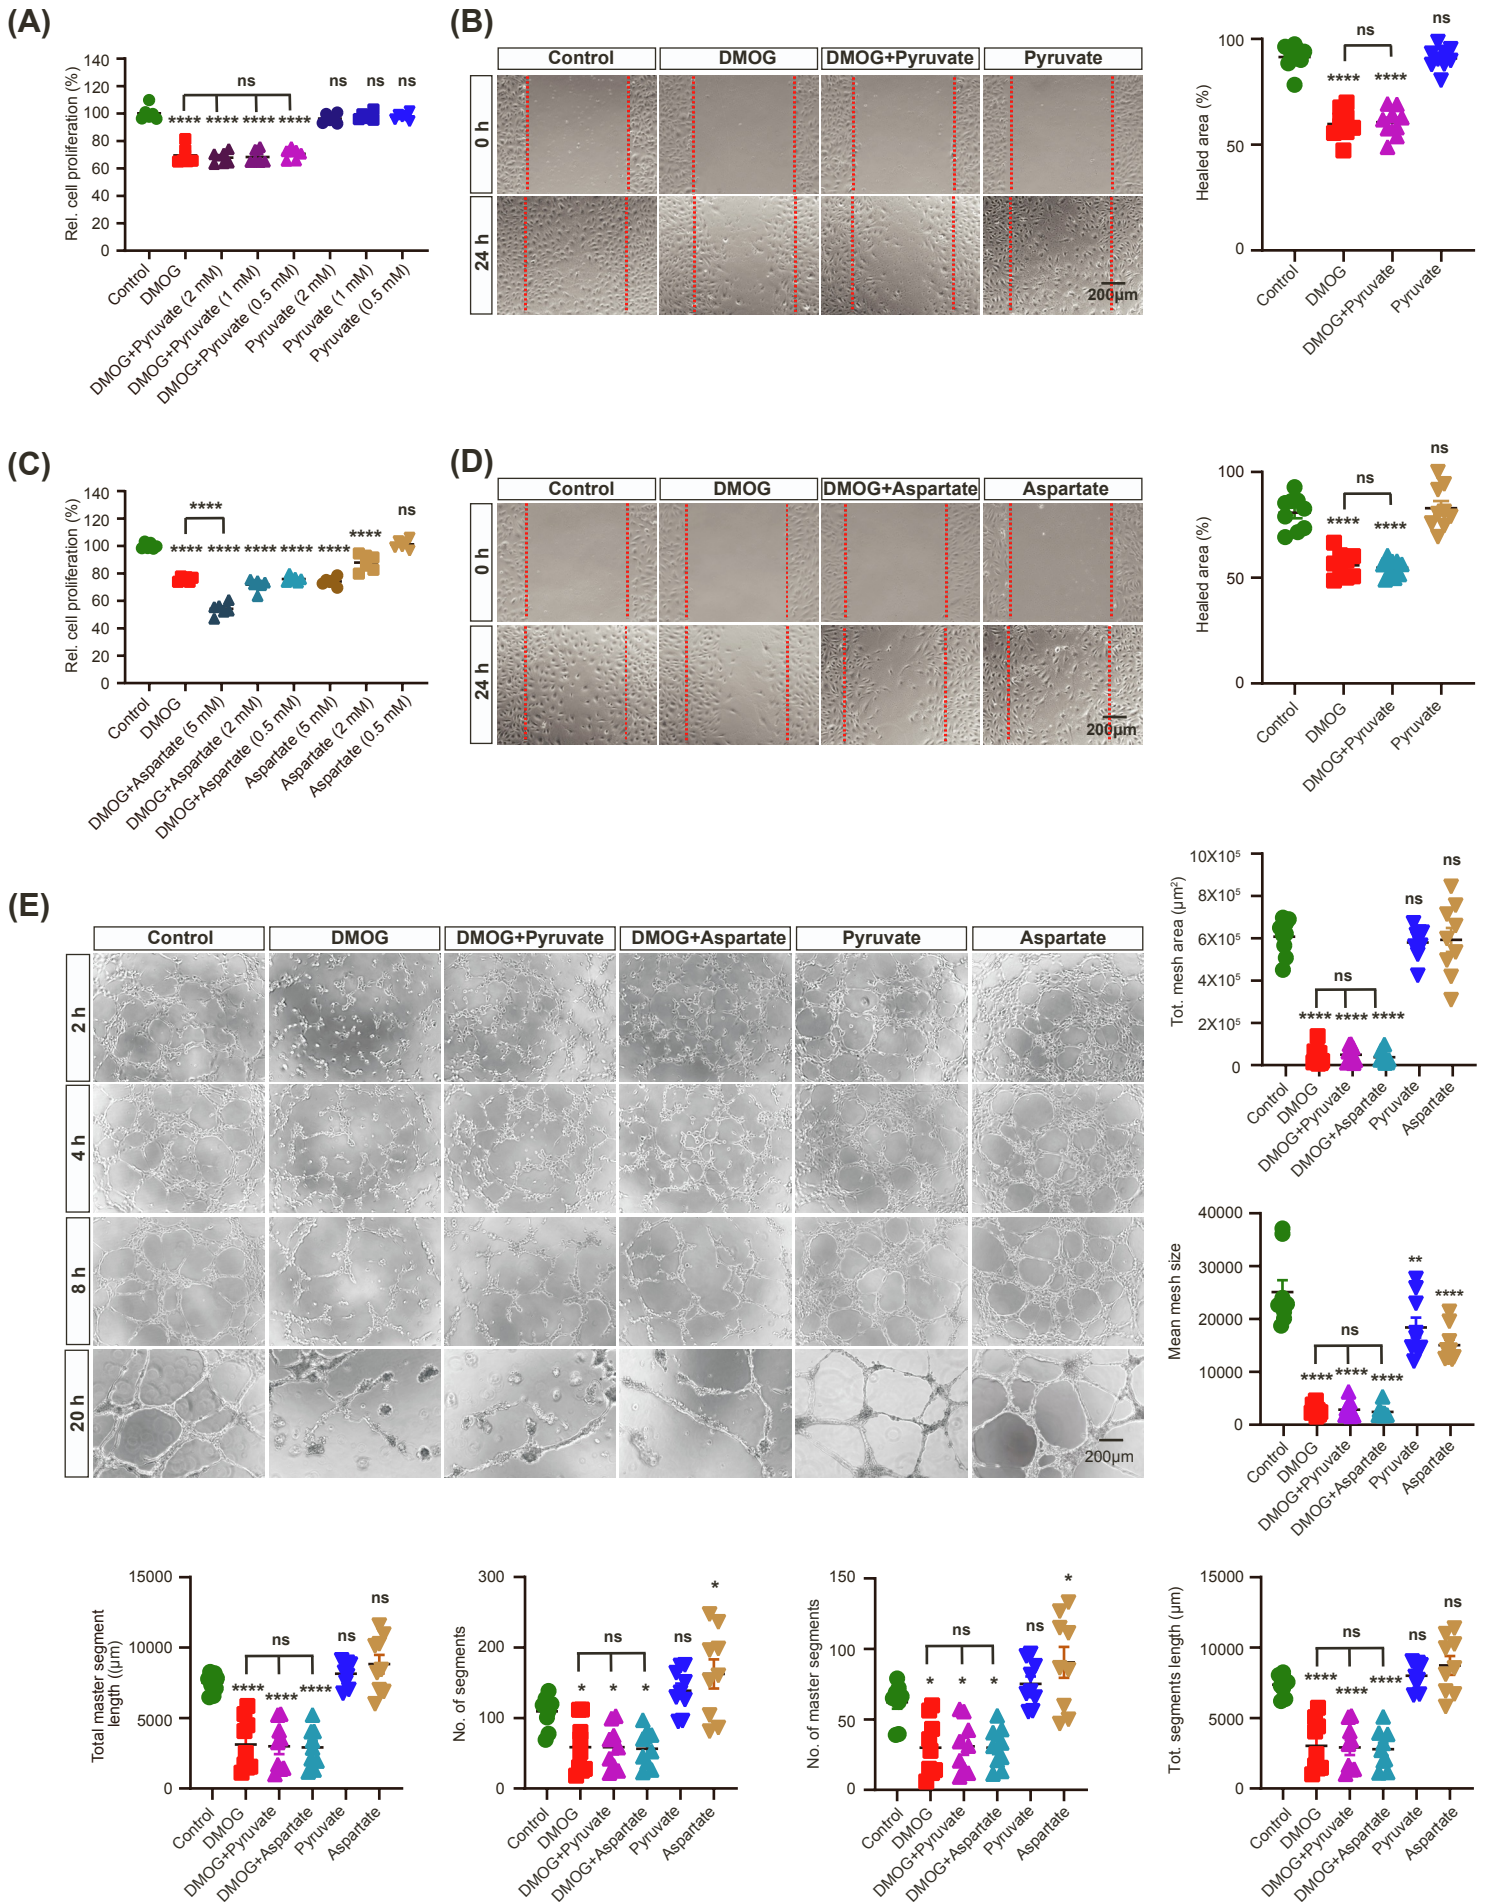 (A)
Rel. cell proliferation (%)
140
120
100
80
60
40
20
0
ns
ns
ns
ns
**** **** **** ****
Control
DMOG
DMOG+Pyruvate (2 mM)
DMOG+Pyruvate (1 mM)
DMOG+Pyruvate (0.5 mM)
Pyruvate (2 mM)
Pyruvate (1 mM)
Pyruvate (0.5 mM)
(B)
Control
DMOG
DMOG+Pyruvate
Pyruvate
0 h
24 h
200µm
Healed area (%)
100
50
0
ns
ns
****
****
Control
DMOG
DMOG+Pyruvate
Pyruvate
(C)
Rel. cell proliferation (%)
140
120
100
80
60
40
20
0
****
**** **** **** **** ****
****
ns
Control
DMOG
DMOG+Aspartate (5 mM)
DMOG+Aspartate (2 mM)
DMOG+Aspartate (0.5 mM)
Aspartate (5 mM)
Aspartate (2 mM)
Aspartate (0.5 mM)
(D)
Control
DMOG
DMOG+Aspartate
Aspartate
0 h
24 h
200µm
Healed area (%)
100
50
0
ns
ns
****
****
Control
DMOG
DMOG+Pyruvate
Pyruvate
(E)
Control
DMOG
DMOG+Pyruvate
DMOG+Aspartate
Pyruvate
Aspartate
2 h
4 h
8 h
20 h
200µm
Tot. mesh area (µm²)
10X10⁵
8X10⁵
6X10⁵
4X10⁵
2X10⁵
0
ns
ns
ns
**** **** ****
Control
DMOG
DMOG+Pyruvate
DMOG+Aspartate
Pyruvate
Aspartate
Mean mesh size
40000
30000
20000
10000
0
**
****
ns
**** **** ****
Control
DMOG
DMOG+Pyruvate
DMOG+Aspartate
Pyruvate
Aspartate
Total master segment
length ((µm)
15000
10000
5000
0
ns
ns
ns
**** **** ****
Control
DMOG
DMOG+Pyruvate
DMOG+Aspartate
Pyruvate
Aspartate
No. of segments
300
200
100
0
*
ns
ns
* * *
Control
DMOG
DMOG+Pyruvate
DMOG+Aspartate
Pyruvate
Aspartate
No. of master segments
150
100
50
0
*
ns
ns
* * *
Control
DMOG
DMOG+Pyruvate
DMOG+Aspartate
Pyruvate
Aspartate
Tot. segments length (µm)
15000
10000
5000
0
ns
ns
ns
**** **** ****
Control
DMOG
DMOG+Pyruvate
DMOG+Aspartate
Pyruvate
Aspartate